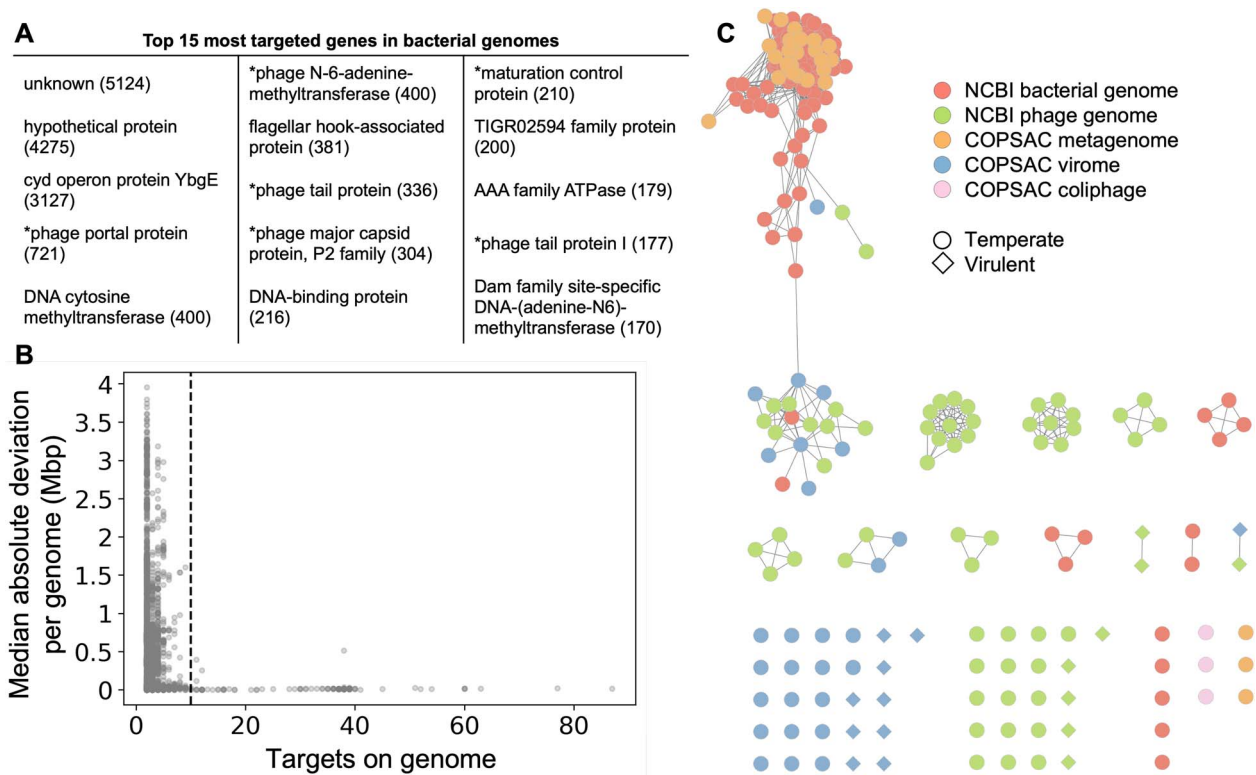 A
Top 15 most targeted genes in bacterial genomes
unknown (5124)
hypothetical protein
(4275)
cyd operon protein YbgE
(3127)
*phage portal protein
(721)
DNA cytosine
methyltransferase (400)
*phage N-6-adenine-
methyltransferase (400)
flagellar hook-associated
protein (381)
*phage tail protein (336)
*phage major capsid
protein, P2 family (304)
DNA-binding protein
(216)
*maturation control
protein (210)
TIGR02594 family protein
(200)
AAA family ATPase (179)
*phage tail protein I (177)
Dam family site-specific
DNA-(adenine-N6)-
methyltransferase (170)
B
Median absolute deviation
per genome (Mbp)
4
3.5
3
2.5
2
1.5
1
0.5
0
0 20 40 60 80
Targets on genome
C
NCBI bacterial genome
NCBI phage genome
COPSAC metagenome
COPSAC virome
COPSAC coliphage
Temperate
Virulent